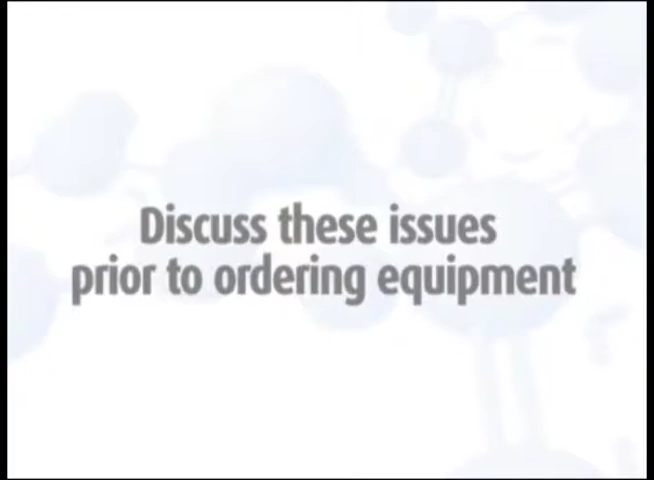 Discuss these issues
prior to ordering equipment